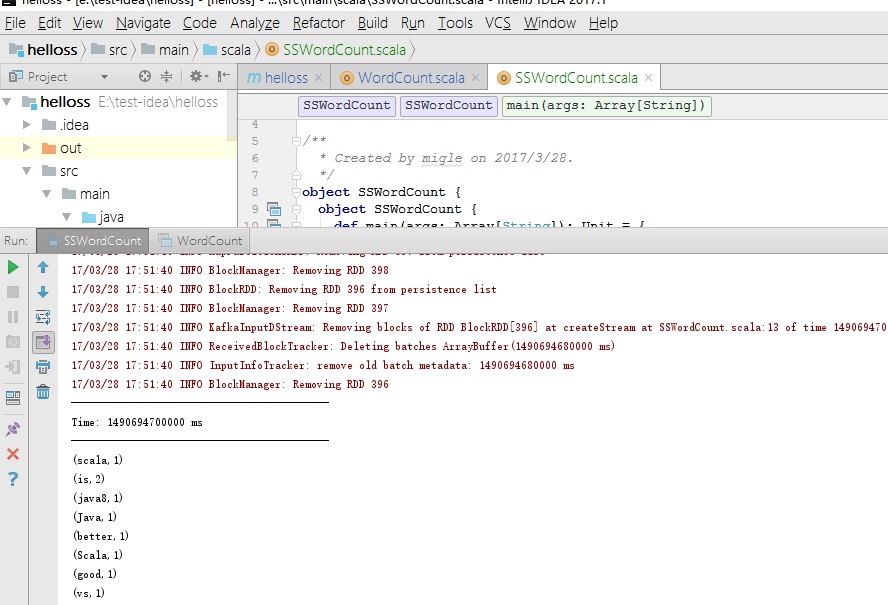 helloss - [e:\test-idea\helloss] - [helloss] - ...\src\main\scala\SSWordCount.scala - IntelliJ IDEA 2017.1
File Edit View Navigate Code Analyze Refactor Build Run Tools VCS Window Help
helloss src main scala SSWordCount.scala
Project
m helloss WordCount.scala SSWordCount.scala
helloss E:\test-idea\helloss
.idea
out
src
main
java
SSWordCount SSWordCount main(args: Array[String])
4
5 /**
6 * Created by migle on 2017/3/28.
7 */
8 object SSWordCount {
9 object SSWordCount {
10 def main(args: Array[String]): Unit = {
Run: SSWordCount WordCount
17/03/28 17:51:40 INFO BlockManager: Removing RDD 398
17/03/28 17:51:40 INFO BlockRDD: Removing RDD 396 from persistence list
17/03/28 17:51:40 INFO BlockManager: Removing RDD 397
17/03/28 17:51:40 INFO KafkaInputDStream: Removing blocks of RDD BlockRDD[396] at createStream at SSWordCount.scala:13 of time 149069470
17/03/28 17:51:40 INFO ReceivedBlockTracker: Deleting batches ArrayBuffer(1490694680000 ms)
17/03/28 17:51:40 INFO InputInfoTracker: remove old batch metadata: 1490694680000 ms
17/03/28 17:51:40 INFO BlockManager: Removing RDD 396
Time: 1490694700000 ms
(scala,1)
(is,2)
(java8,1)
(Java,1)
(better,1)
(Scala,1)
(good,1)
(vs,1)